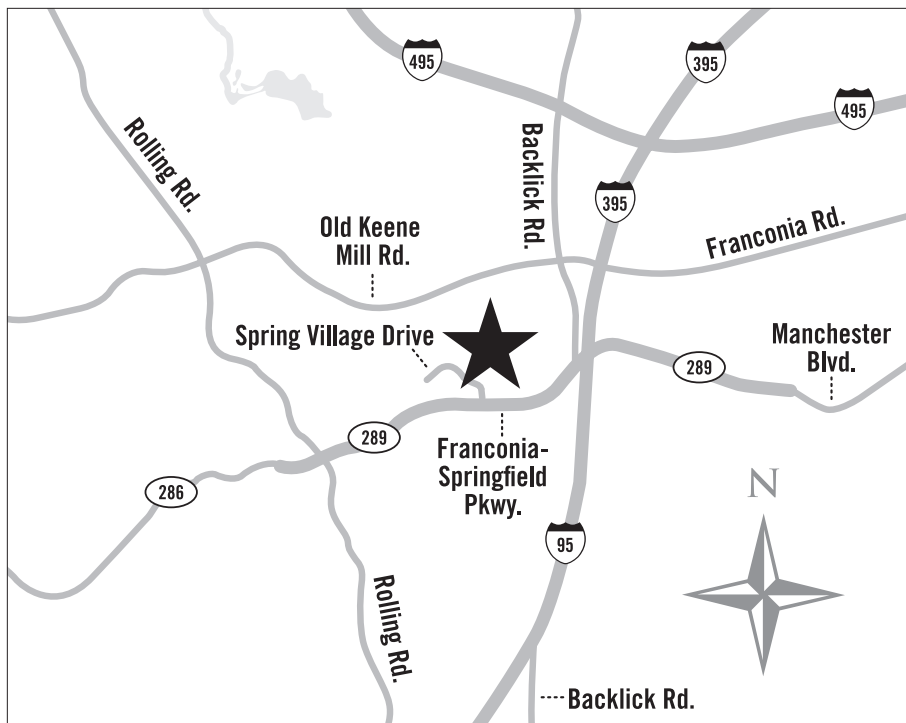 495
395
495
Rolling Rd.
Backlick Rd.
395
Old Keene
Mill Rd.
Franconia Rd.
Spring Village Drive
Manchester
Blvd.
289
289
Franconia-
Springfield
Pkwy.
286
N
95
Rolling Rd.
Backlick Rd.